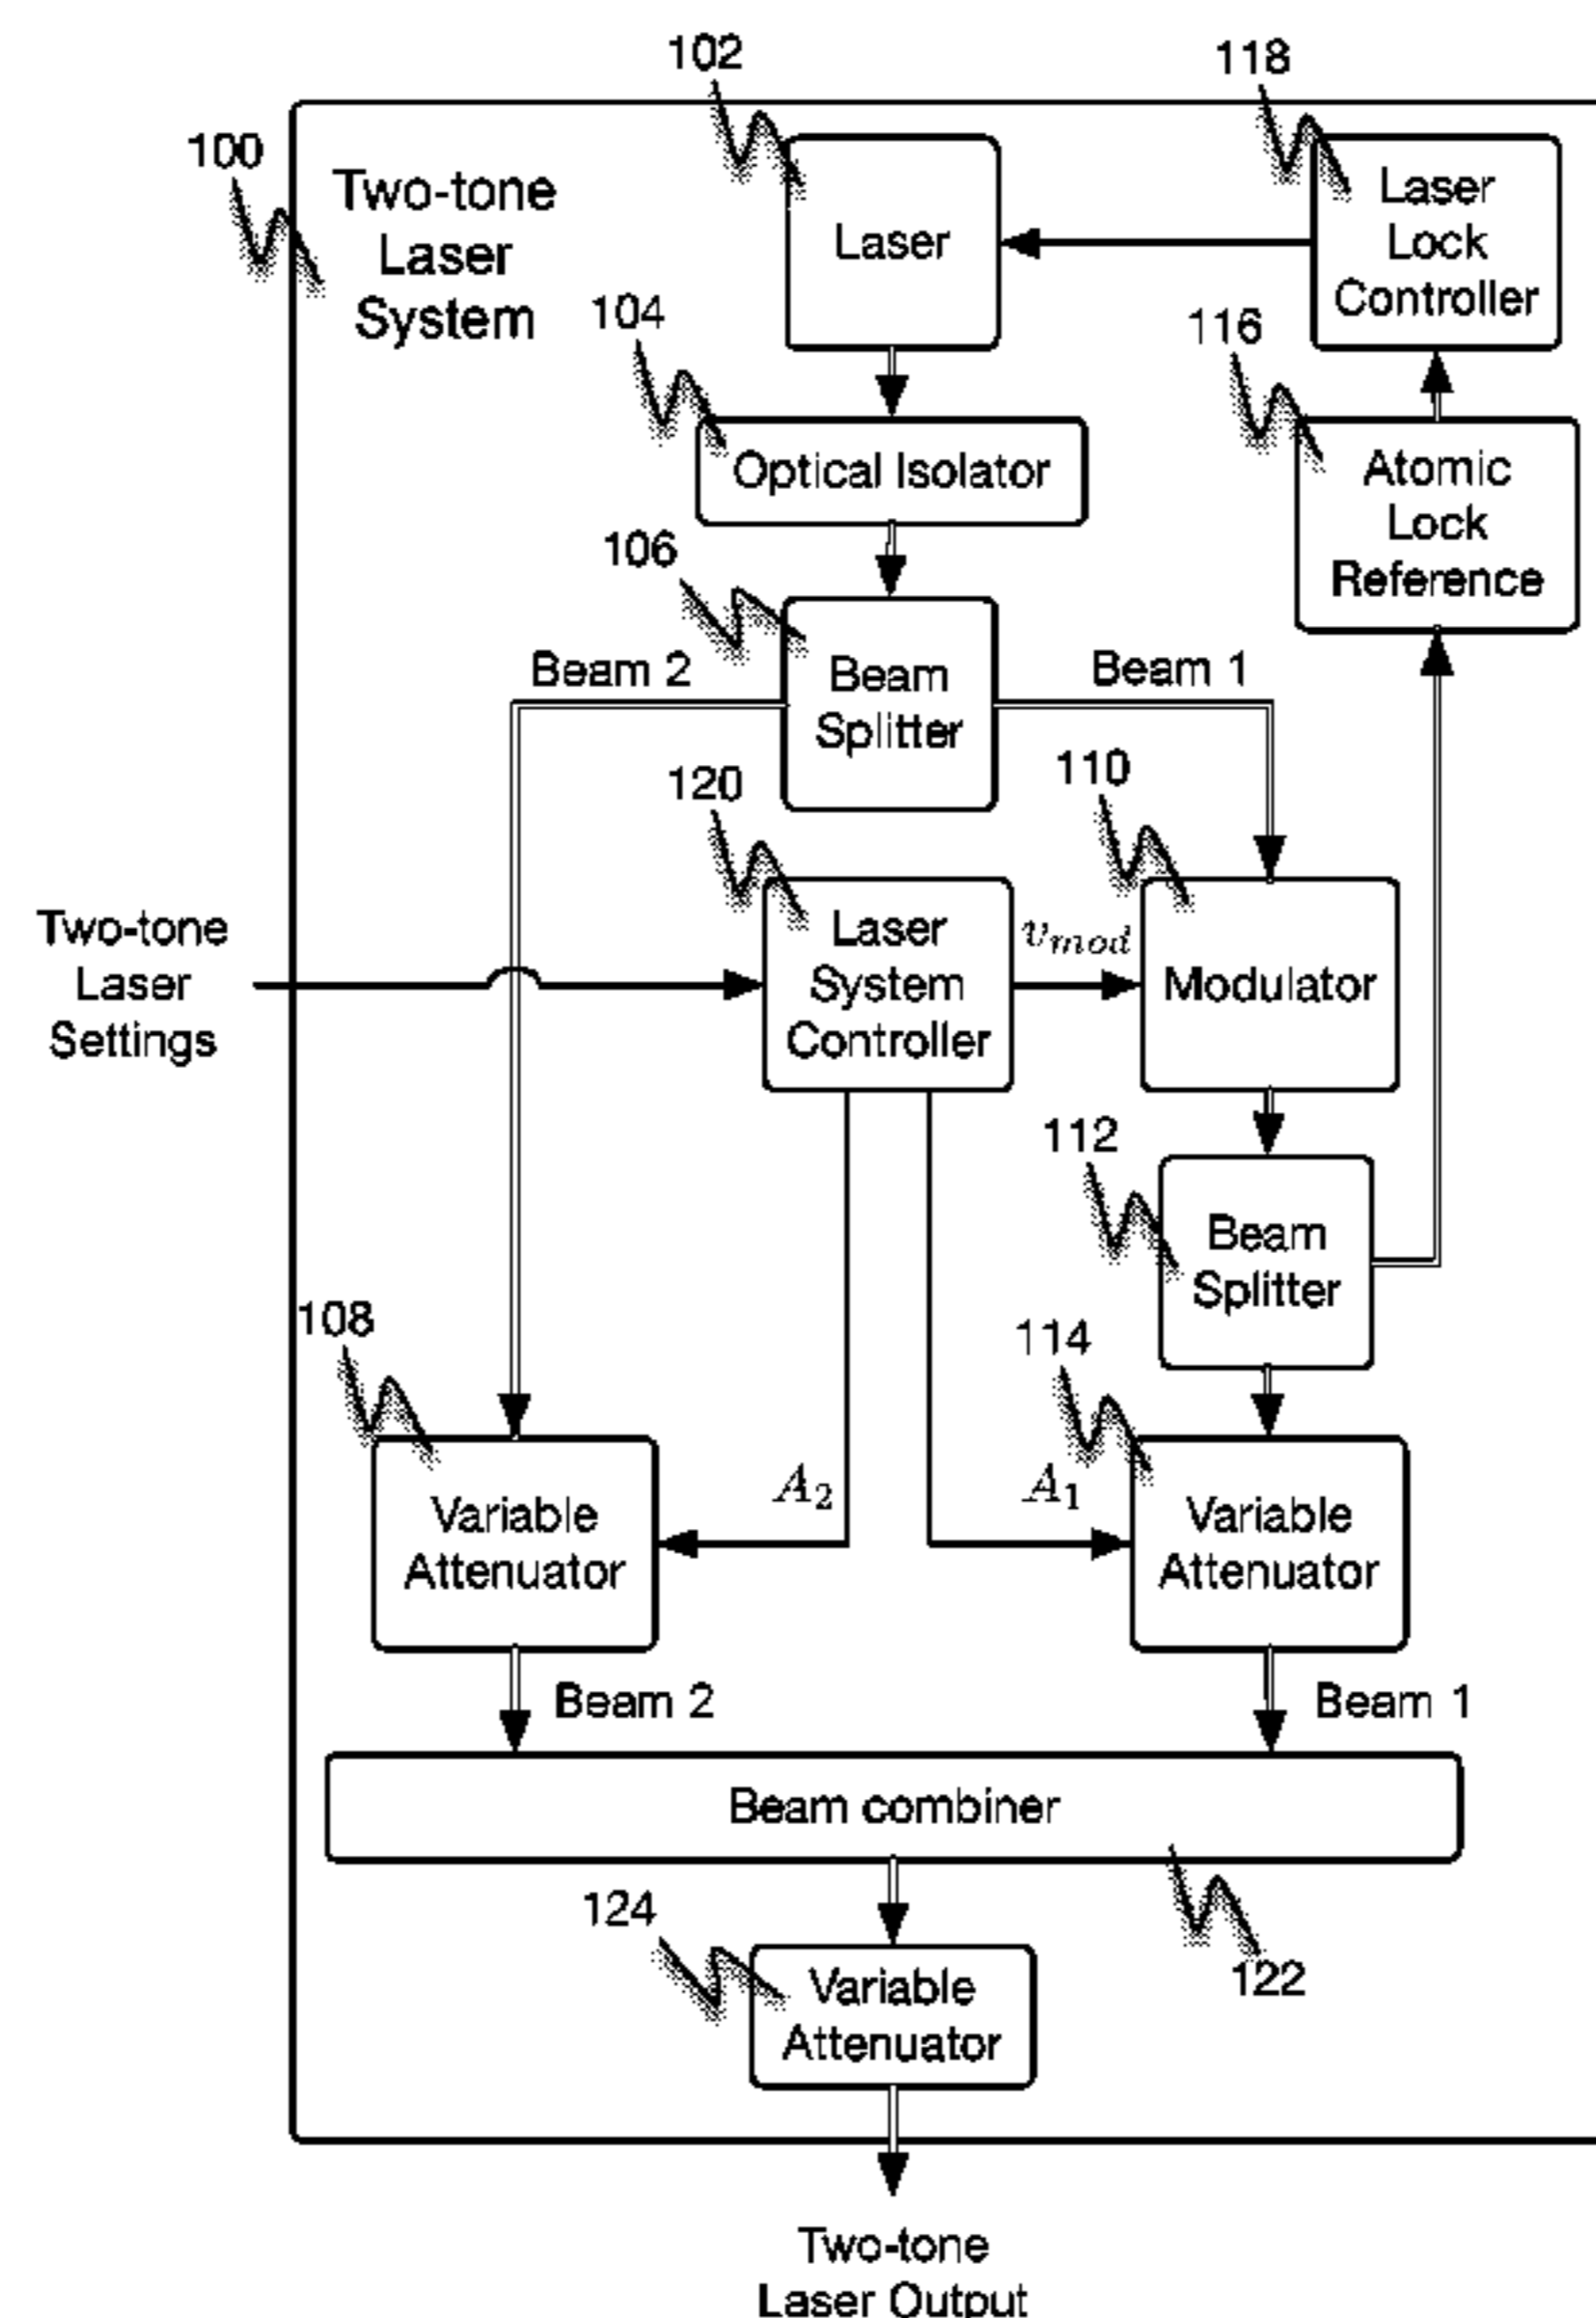 102
118
100
Two-tone
Laser
System
Laser
Laser
Lock
Controller
104
116
Optical Isolator
Atomic
Lock
Reference
106
Beam 2
Beam
Splitter
Beam 1
120
110
Two-tone
Laser
Settings
Laser
System
Controller
v_mod
Modulator
112
Beam
Splitter
108
114
Variable
Attenuator
A₂
A₁
Variable
Attenuator
Beam 2
Beam 1
Beam combiner
124
122
Variable
Attenuator
Two-tone
Laser Output